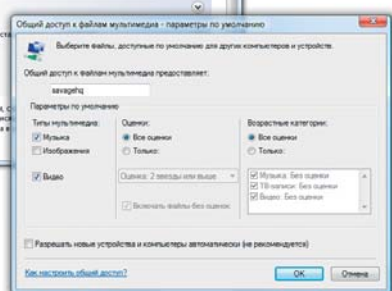 Общий доступ к файлам мультимедиа - параметры по умолчанию
Выберите файлы, доступные по умолчанию для других компьютеров и устройств.
Общий доступ к файлам мультимедиа предоставляет:
savagehq
Параметры по умолчанию
Типы мультимедиа:
Музыка
Изображения
Видео
Оценки:
Все оценки
Только:
Оценка: 2 звезды или выше
Включать файлы без оценок
Возрастные категории:
Все оценки
Только:
Музыка: Без оценки
ТВ-записи: Без оценки
Видео: Без оценки
Разрешать новые устройства и компьютеры автоматически (не рекомендуется)
Как настроить общий доступ?
OK
Отмена